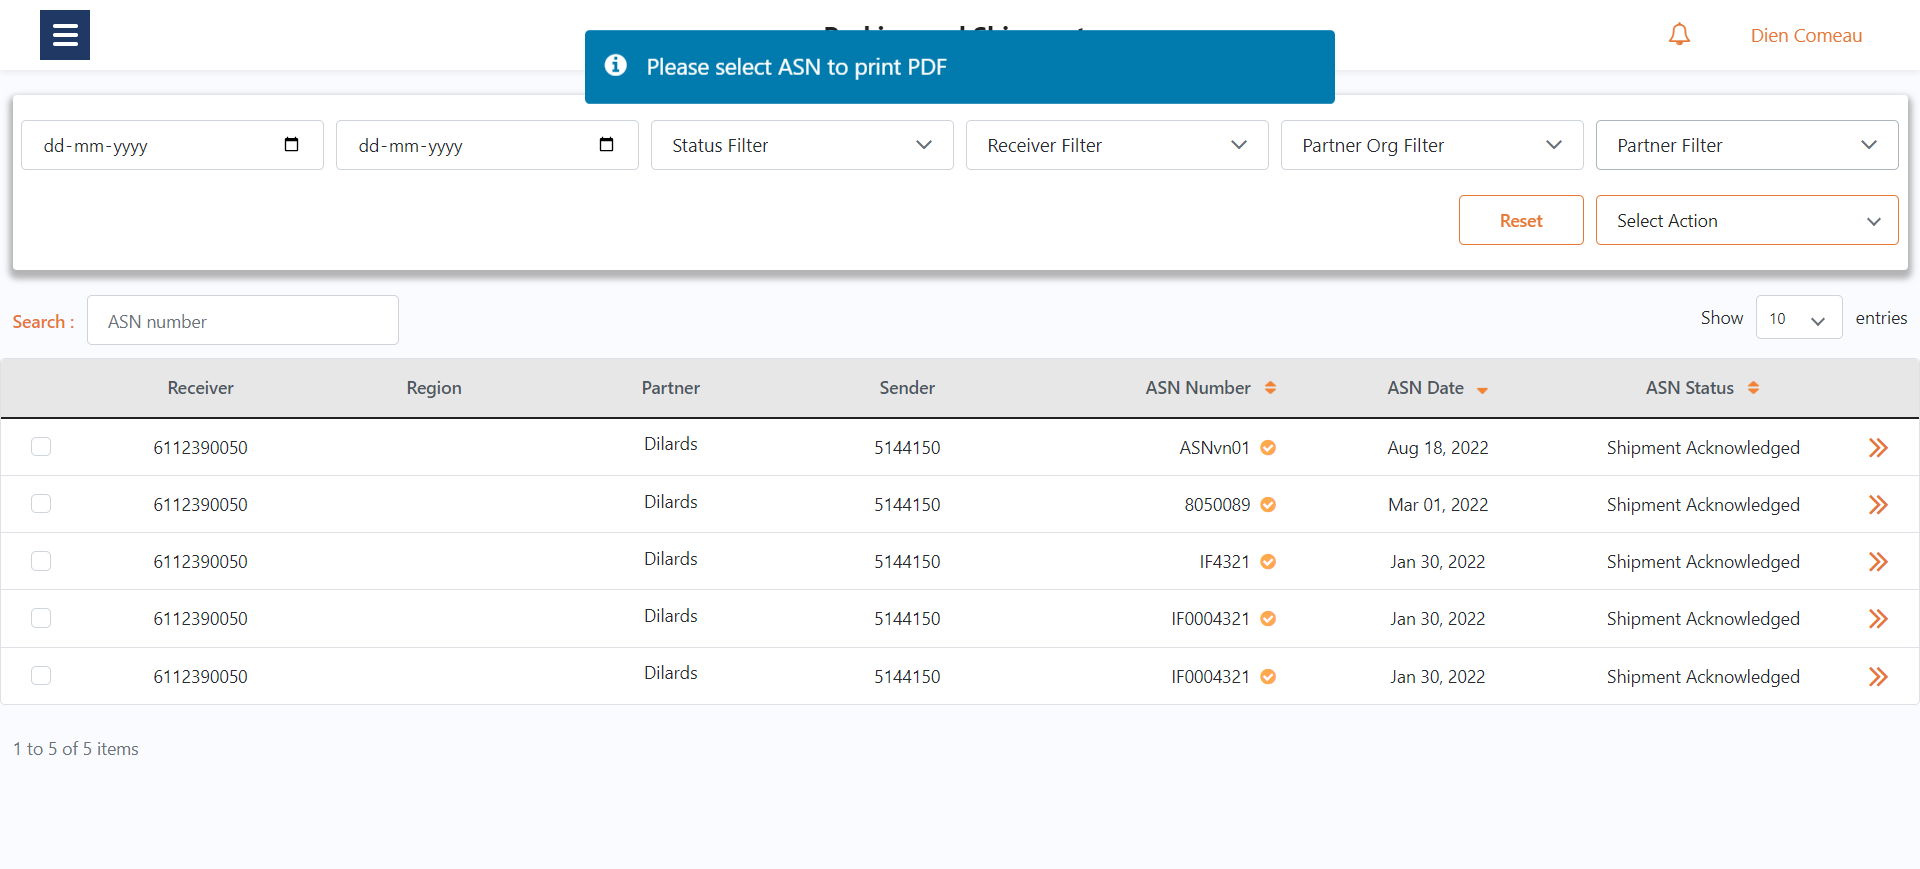 Please select ASN to print PDF
Dien Comeau
dd-mm-yyyy dd-mm-yyyy Status Filter Receiver Filter Partner Org Filter Partner Filter
Reset Select Action
Search : ASN number Show 10 entries
Receiver Region Partner Sender ASN Number ASN Date ASN Status
6112390050 Dilards 5144150 ASNvn01 Aug 18, 2022 Shipment Acknowledged
6112390050 Dilards 5144150 8050089 Mar 01, 2022 Shipment Acknowledged
6112390050 Dilards 5144150 IF4321 Jan 30, 2022 Shipment Acknowledged
6112390050 Dilards 5144150 IF0004321 Jan 30, 2022 Shipment Acknowledged
6112390050 Dilards 5144150 IF0004321 Jan 30, 2022 Shipment Acknowledged
1 to 5 of 5 items